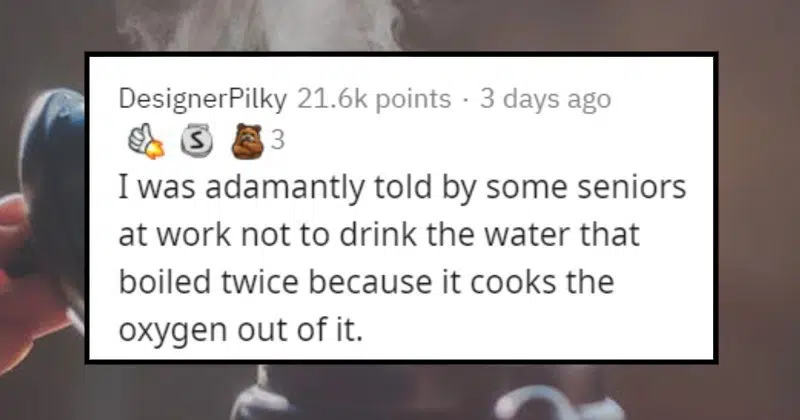 DesignerPilky 21.6k points · 3 days ago
S 3
I was adamantly told by some seniors
at work not to drink the water that
boiled twice because it cooks the
oxygen out of it.